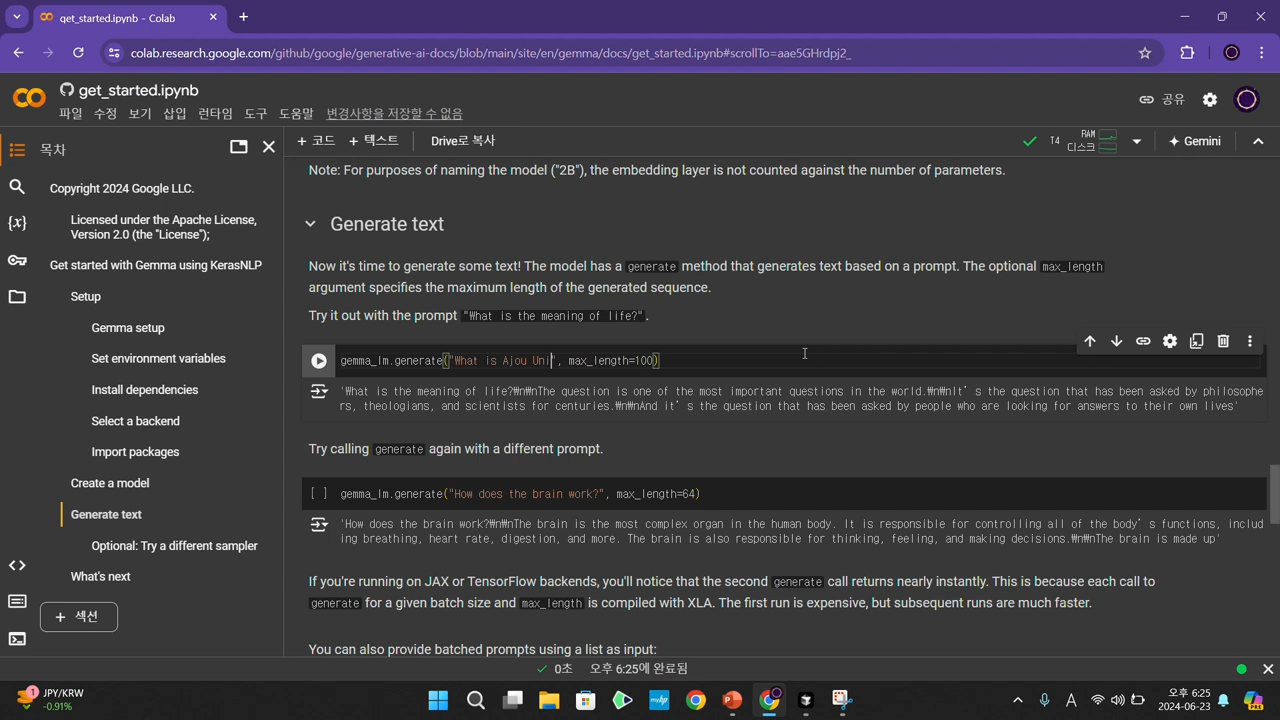 get_started.ipynb - Colab
colab.research.google.com/github/google/generative-ai-docs/blob/main/site/en/gemma/docs/get_started.ipynb#scrollTo=aae5GHrdpj2_
get_started.ipynb
파일 수정 보기 삽입 런타임 도구 도움말 변경사항을 저장할 수 없음
공유
목차
+ 코드 + 텍스트 Drive로 복사
T4 RAM 디스크 Gemini
Copyright 2024 Google LLC.
Licensed under the Apache License,
Version 2.0 (the "License");
Get started with Gemma using KerasNLP
Setup
Gemma setup
Set environment variables
Install dependencies
Select a backend
Import packages
Create a model
Generate text
Optional: Try a different sampler
What's next
+ 섹션
Note: For purposes of naming the model ("2B"), the embedding layer is not counted against the number of parameters.
Generate text
Now it's time to generate some text! The model has a generate method that generates text based on a prompt. The optional max_length
argument specifies the maximum length of the generated sequence.
Try it out with the prompt "What is the meaning of life?".
gemma_lm.generate("What is Ajou Uni", max_length=100)
'What is the meaning of life?₩n₩nThe question is one of the most important questions in the world.₩n₩nIt's the question that has been asked by philosophe
rs, theologians, and scientists for centuries.₩n₩nAnd it's the question that has been asked by people who are looking for answers to their own lives'
Try calling generate again with a different prompt.
[ ] gemma_lm.generate("How does the brain work?", max_length=64)
'How does the brain work?₩n₩nThe brain is the most complex organ in the human body. It is responsible for controlling all of the body's functions, includ
ing breathing, heart rate, digestion, and more. The brain is also responsible for thinking, feeling, and making decisions.₩n₩nThe brain is made up'
If you're running on JAX or TensorFlow backends, you'll notice that the second generate call returns nearly instantly. This is because each call to
generate for a given batch size and max_length is compiled with XLA. The first run is expensive, but subsequent runs are much faster.
You can also provide batched prompts using a list as input:
0초 오후 6:25에 완료됨
1
JPY/KRW
-0.91%
A
오후 6:25
2024-06-23